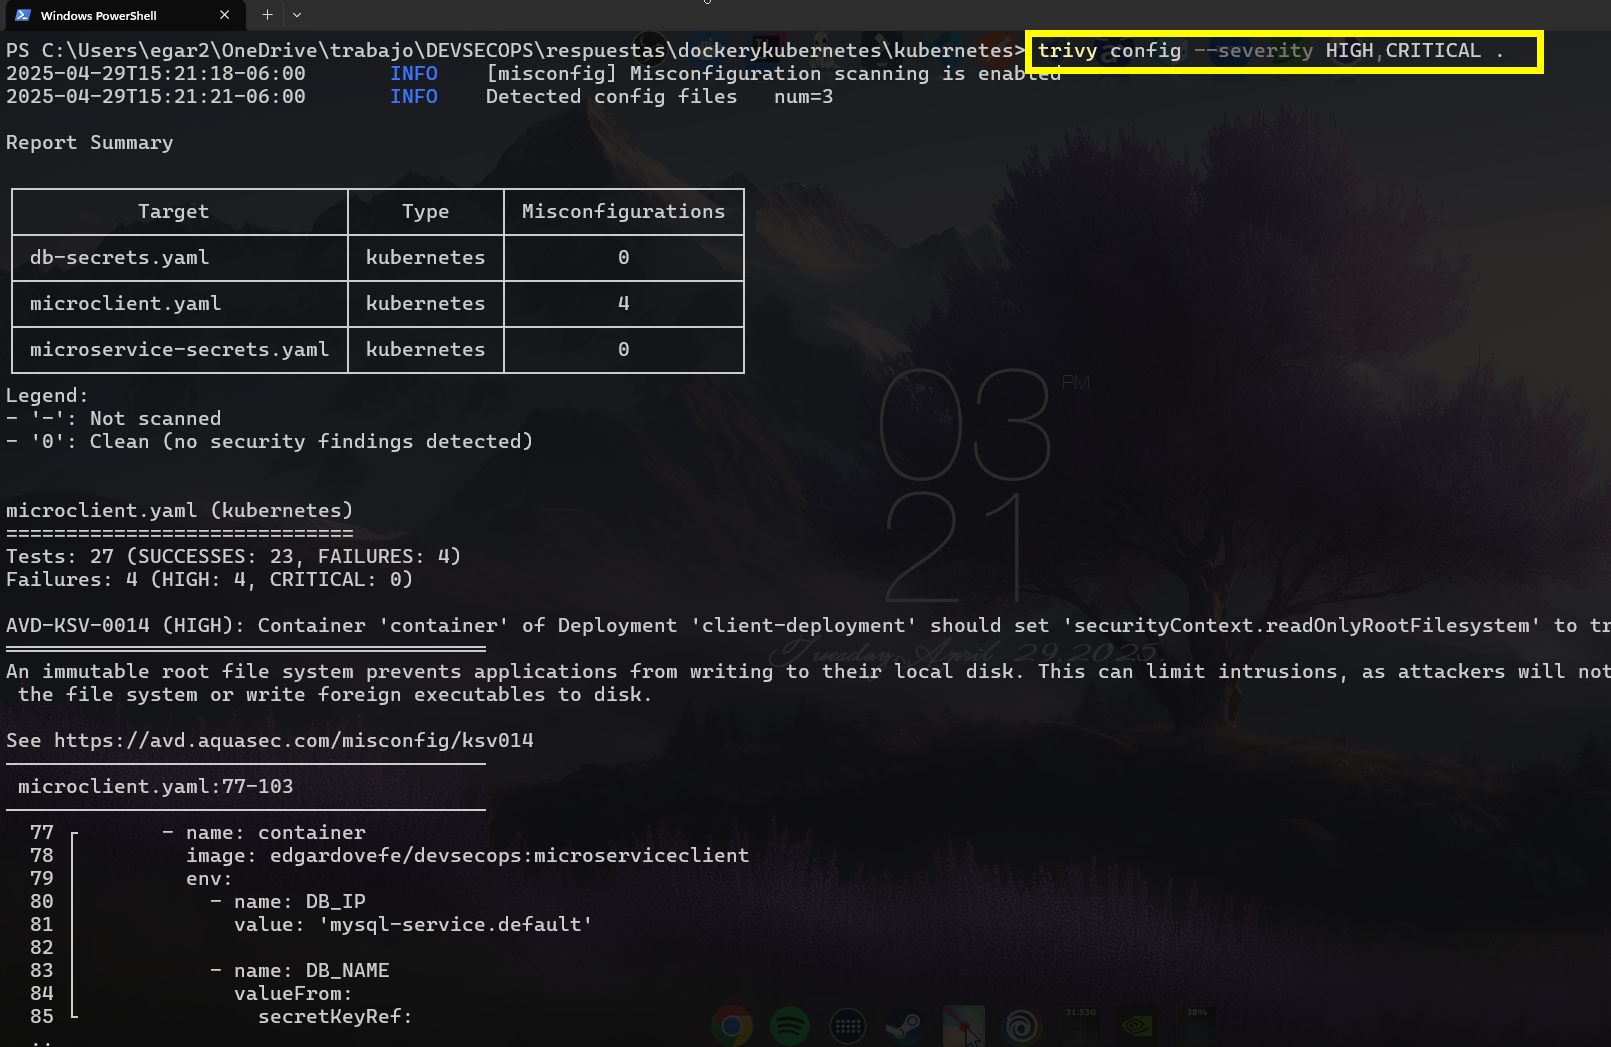 Windows PowerShell
PS C:\Users\egar2\OneDrive\trabajo\DEVSECOPS\respuestas\dockerykubernetes\kubernetes> trivy config --severity HIGH,CRITICAL .
2025-04-29T15:21:18-06:00 INFO [misconfig] Misconfiguration scanning is enabled
2025-04-29T15:21:21-06:00 INFO Detected config files num=3
Report Summary
Target Type Misconfigurations
db-secrets.yaml kubernetes 0
microclient.yaml kubernetes 4
microservice-secrets.yaml kubernetes 0
Legend:
- '-': Not scanned
- '0': Clean (no security findings detected)
03 PM
21
Tuesday, April 29, 2025
microclient.yaml (kubernetes)
=============================
Tests: 27 (SUCCESSES: 23, FAILURES: 4)
Failures: 4 (HIGH: 4, CRITICAL: 0)
AVD-KSV-0014 (HIGH): Container 'container' of Deployment 'client-deployment' should set 'securityContext.readOnlyRootFilesystem' to tr
An immutable root file system prevents applications from writing to their local disk. This can limit intrusions, as attackers will not
the file system or write foreign executables to disk.
See https://avd.aquasec.com/misconfig/ksv014
microclient.yaml:77-103
77 - name: container
78 image: edgardovefe/devsecops:microserviceclient
79 env:
80 - name: DB_IP
81 value: 'mysql-service.default'
82
83 - name: DB_NAME
84 valueFrom:
85 secretKeyRef:
..
31.53G
38%